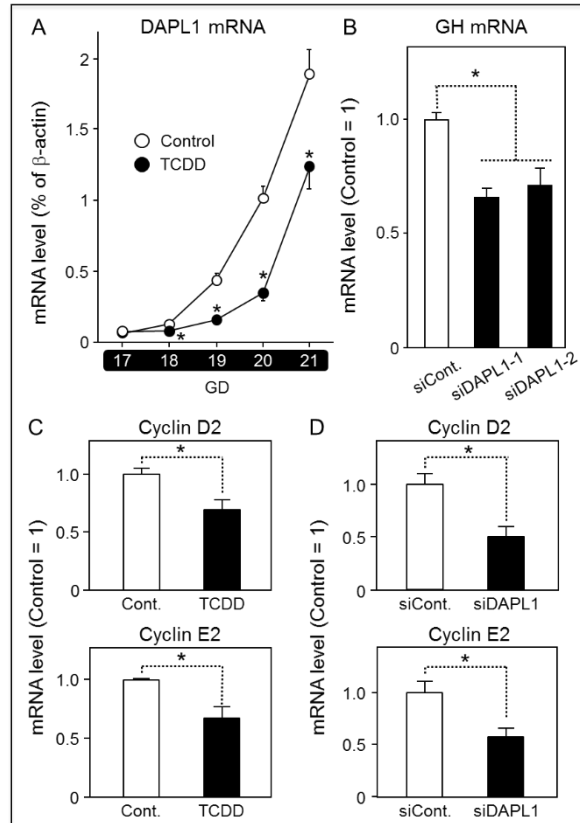 A
DAPL1 mRNA
mRNA level (% of β-actin)
2
1.5
1
0.5
0
Control
TCDD
*
*
*
*
17 18 19 20 21
GD
B
GH mRNA
mRNA level (Control = 1)
1.0
0.5
0
*
siCont.
siDAPL1-1
siDAPL1-2
C
Cyclin D2
mRNA level (Control = 1)
1.0
0.5
0
*
Cont. TCDD
Cyclin E2
1.0
0.5
0
*
Cont. TCDD
D
Cyclin D2
mRNA level (Control = 1)
1.0
0.5
0
*
siCont. siDAPL1
Cyclin E2
1.0
0.5
0
*
siCont. siDAPL1